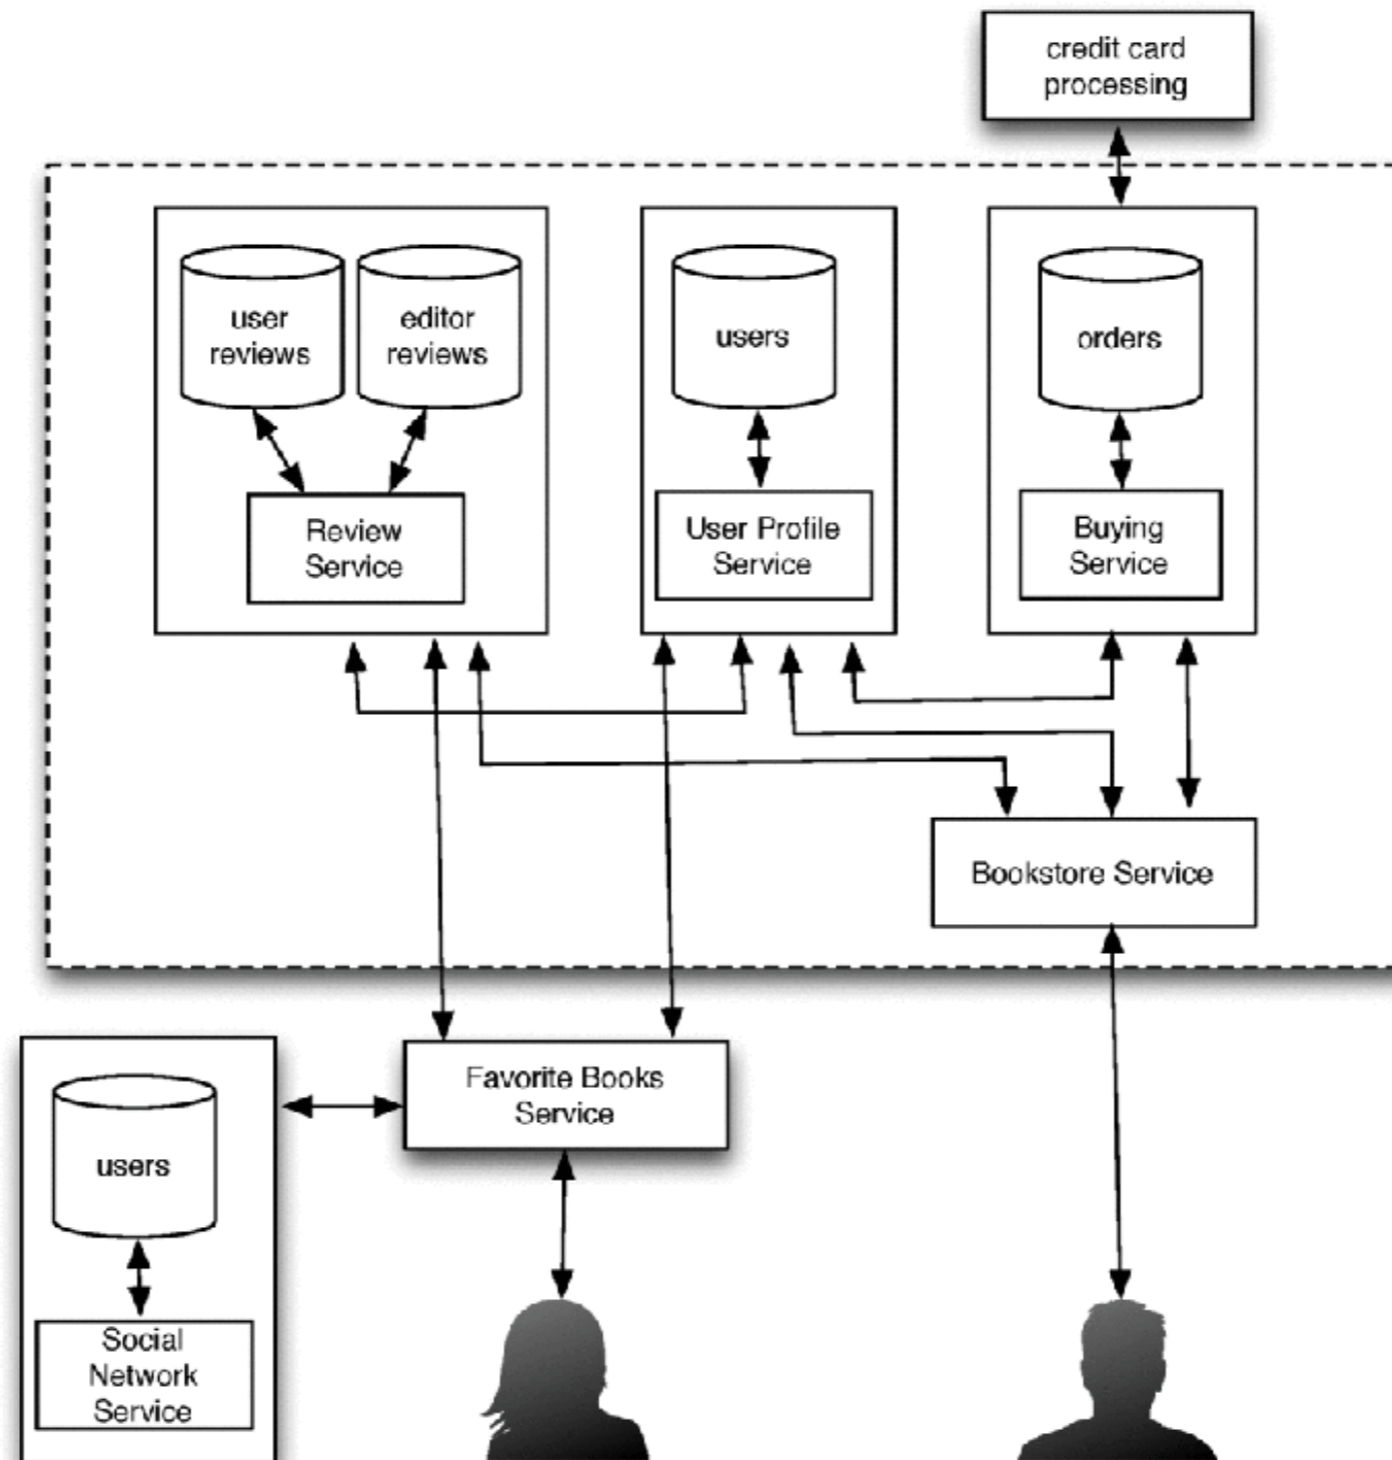 credit card
processing
user
reviews
editor
reviews
users
orders
Review
Service
User Profile
Service
Buying
Service
Bookstore Service
Favorite Books
Service
users
Social
Network
Service